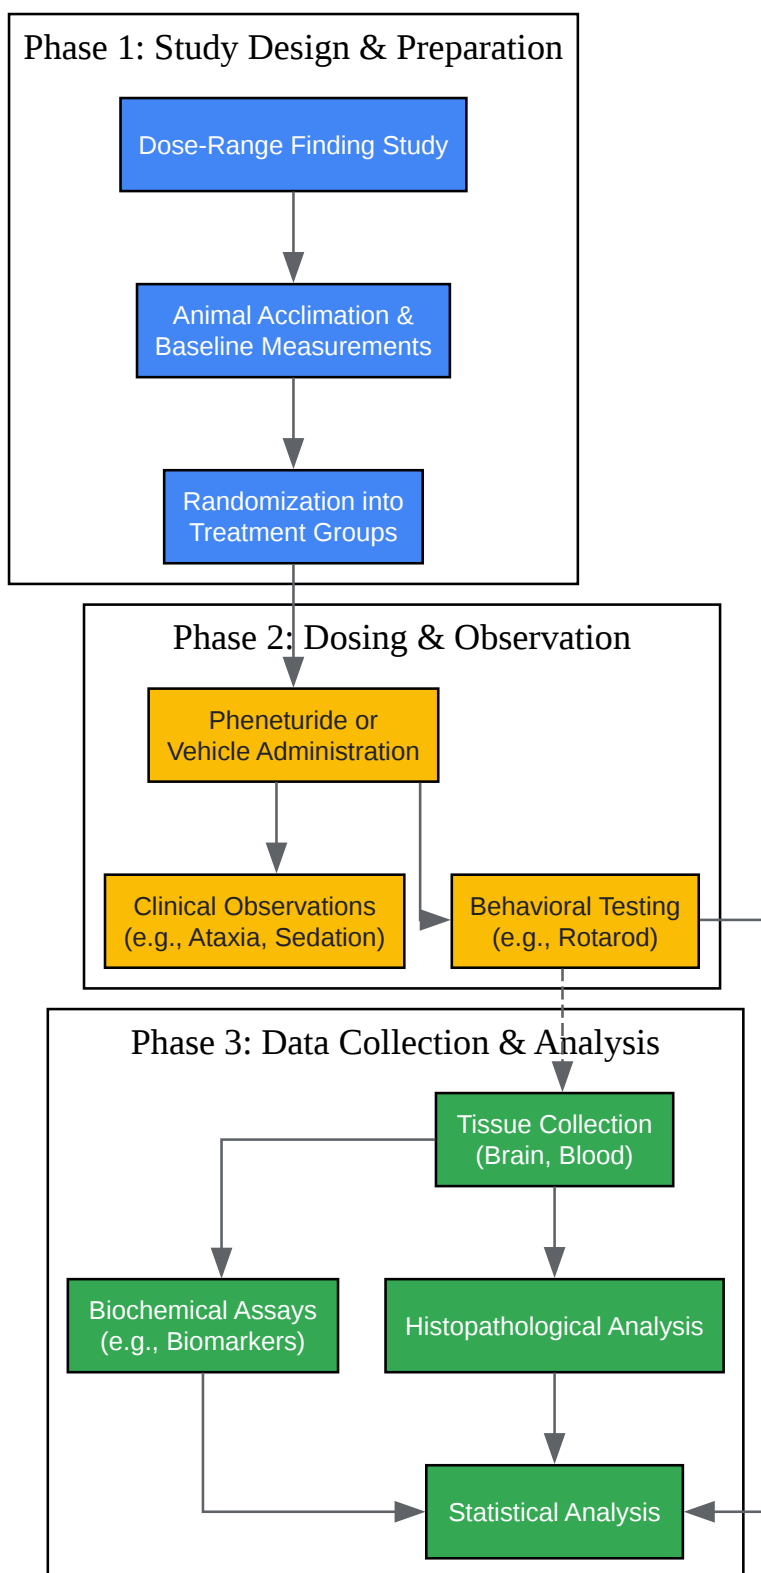 Phase 1: Study Design & Preparation
Dose-Range Finding Study
Animal Acclimation &
Baseline Measurements
Randomization into
Treatment Groups
Phase 2: Dosing & Observation
Pheneturide or
Vehicle Administration
Clinical Observations
(e.g., Ataxia, Sedation)
Behavioral Testing
(e.g., Rotarod)
Phase 3: Data Collection & Analysis
Tissue Collection
(Brain, Blood)
Biochemical Assays
(e.g., Biomarkers)
Histopathological Analysis
Statistical Analysis